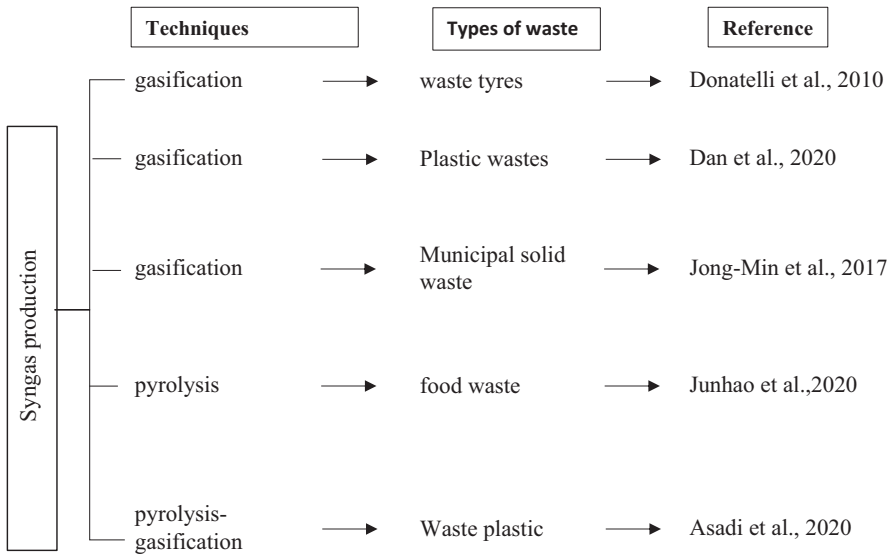 Techniques Types of waste Reference
gasification waste tyres Donatelli et al., 2010
gasification Plastic wastes Dan et al., 2020
gasification Municipal solid
waste Jong-Min et al., 2017
Syngas production
pyrolysis food waste Junhao et al.,2020
pyrolysis-
gasification Waste plastic Asadi et al., 2020